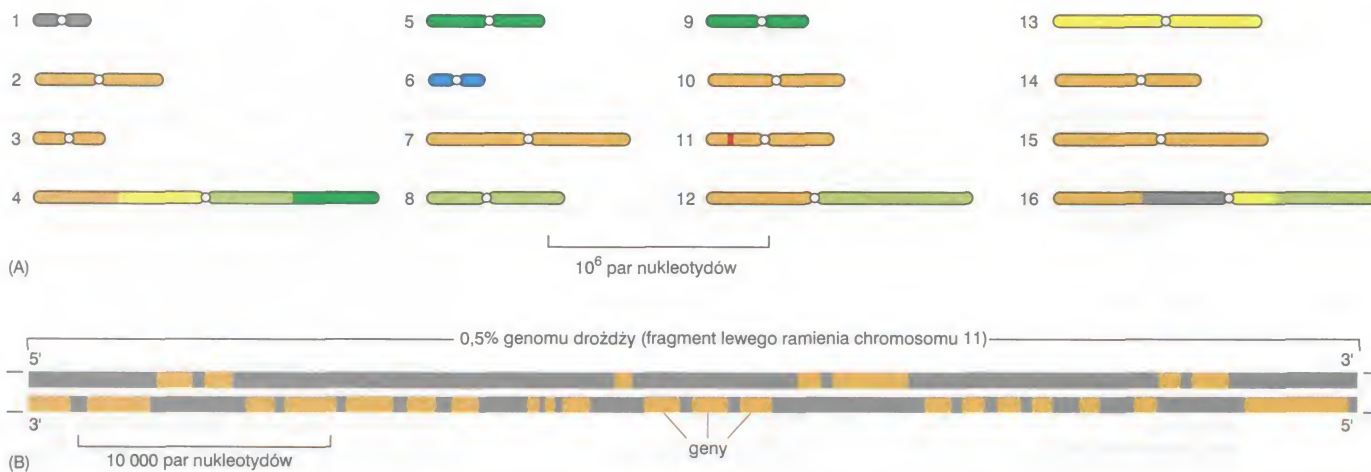 1 5 9 13
2 6 10 14
3 7 11 15
4 8 12 16
10⁶ par nukleotydów
(A)
0,5% genomu drożdży (fragment lewego ramienia chromosomu 11)
5' 3'
3' 5'
geny
10 000 par nukleotydów
(B)